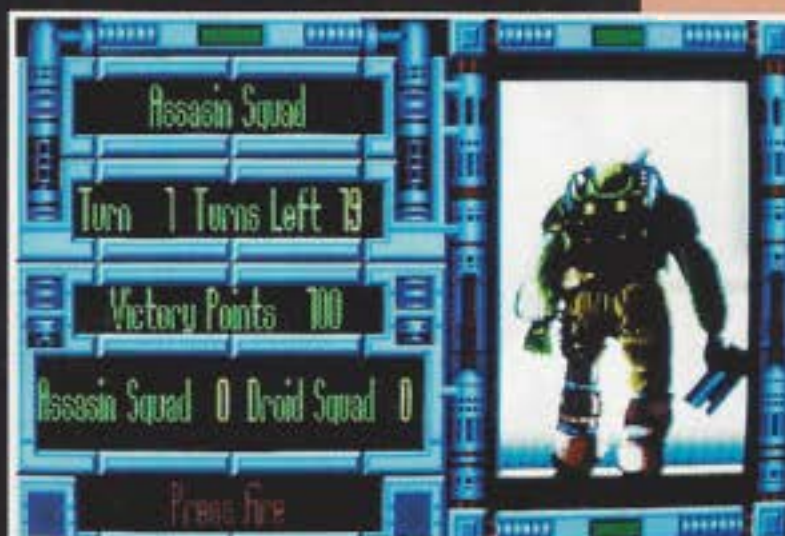 Assasin Squad
Turn 1 Turns Left 19
Victory Points 100
Assasin Squad 0 Droid Squad 0
Press fire